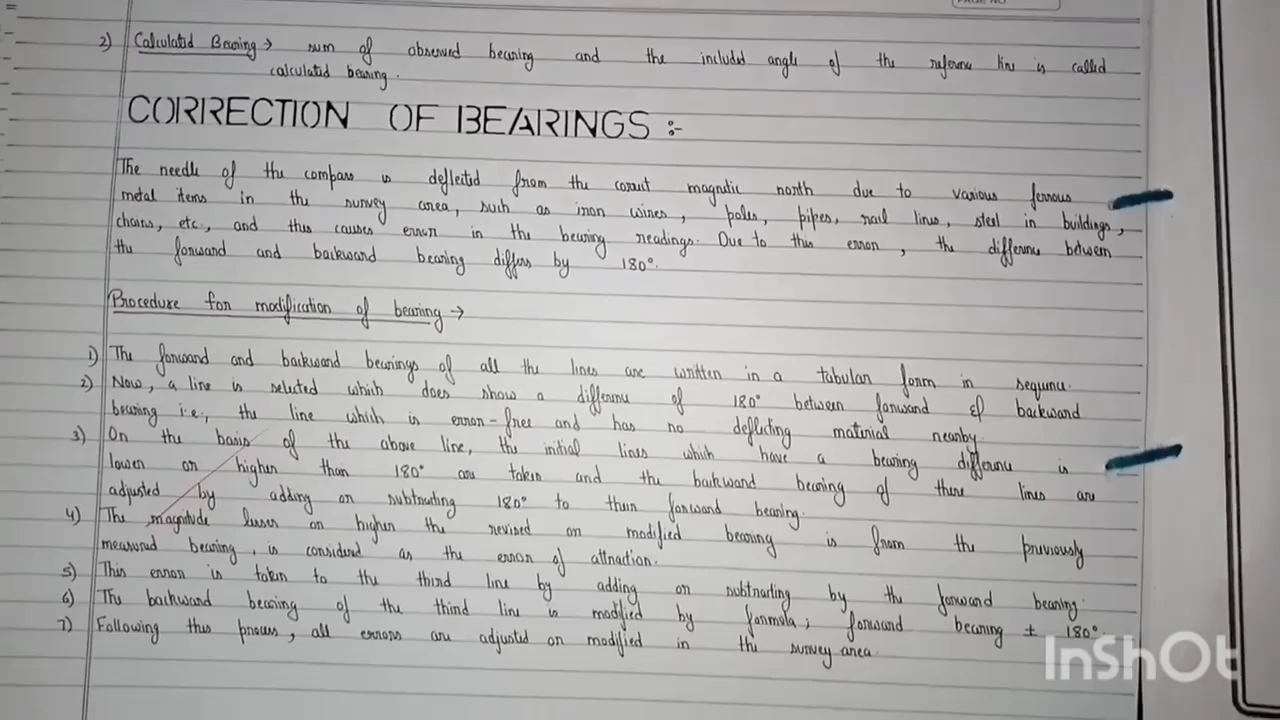 PAGE NO
2) Calculated Bearing → sum of observed bearing and the included angle of the reference line is called
calculated bearing.
CORRECTION OF BEARINGS :-
The needle of the compass is deflected from the correct magnetic north due to various ferrous
metal items in the survey area, such as iron wires, poles, pipes, rail lines, steel in buildings,
chains, etc., and thus causes error in the bearing readings. Due to this error, the difference between
the forward and backward bearing differs by 180°.
Procedure for modification of bearing →
1) The forward and backward bearings of all the lines are written in a tabular form in sequence.
2) Now, a line is selected which does show a difference of 180° between forward & backward
bearing i.e., the line which is error-free and has no deflecting material nearby.
3) On the basis of the above line, the initial lines which have a bearing difference is
lower or higher than 180° are taken and the backward bearing of there lines are
adjusted by adding or subtracting 180° to their forward bearing.
4) The magnitude lesser or higher the revised or modified bearing is from the previously
measured bearing, is considered as the error of attraction.
5) This error is taken to the third line by adding or subtracting by the forward bearing.
6) The backward bearing of the third line is modified by formula; forward bearing ± 180°.
7) Following this process, all errors are adjusted or modified in the survey area.
InShOt